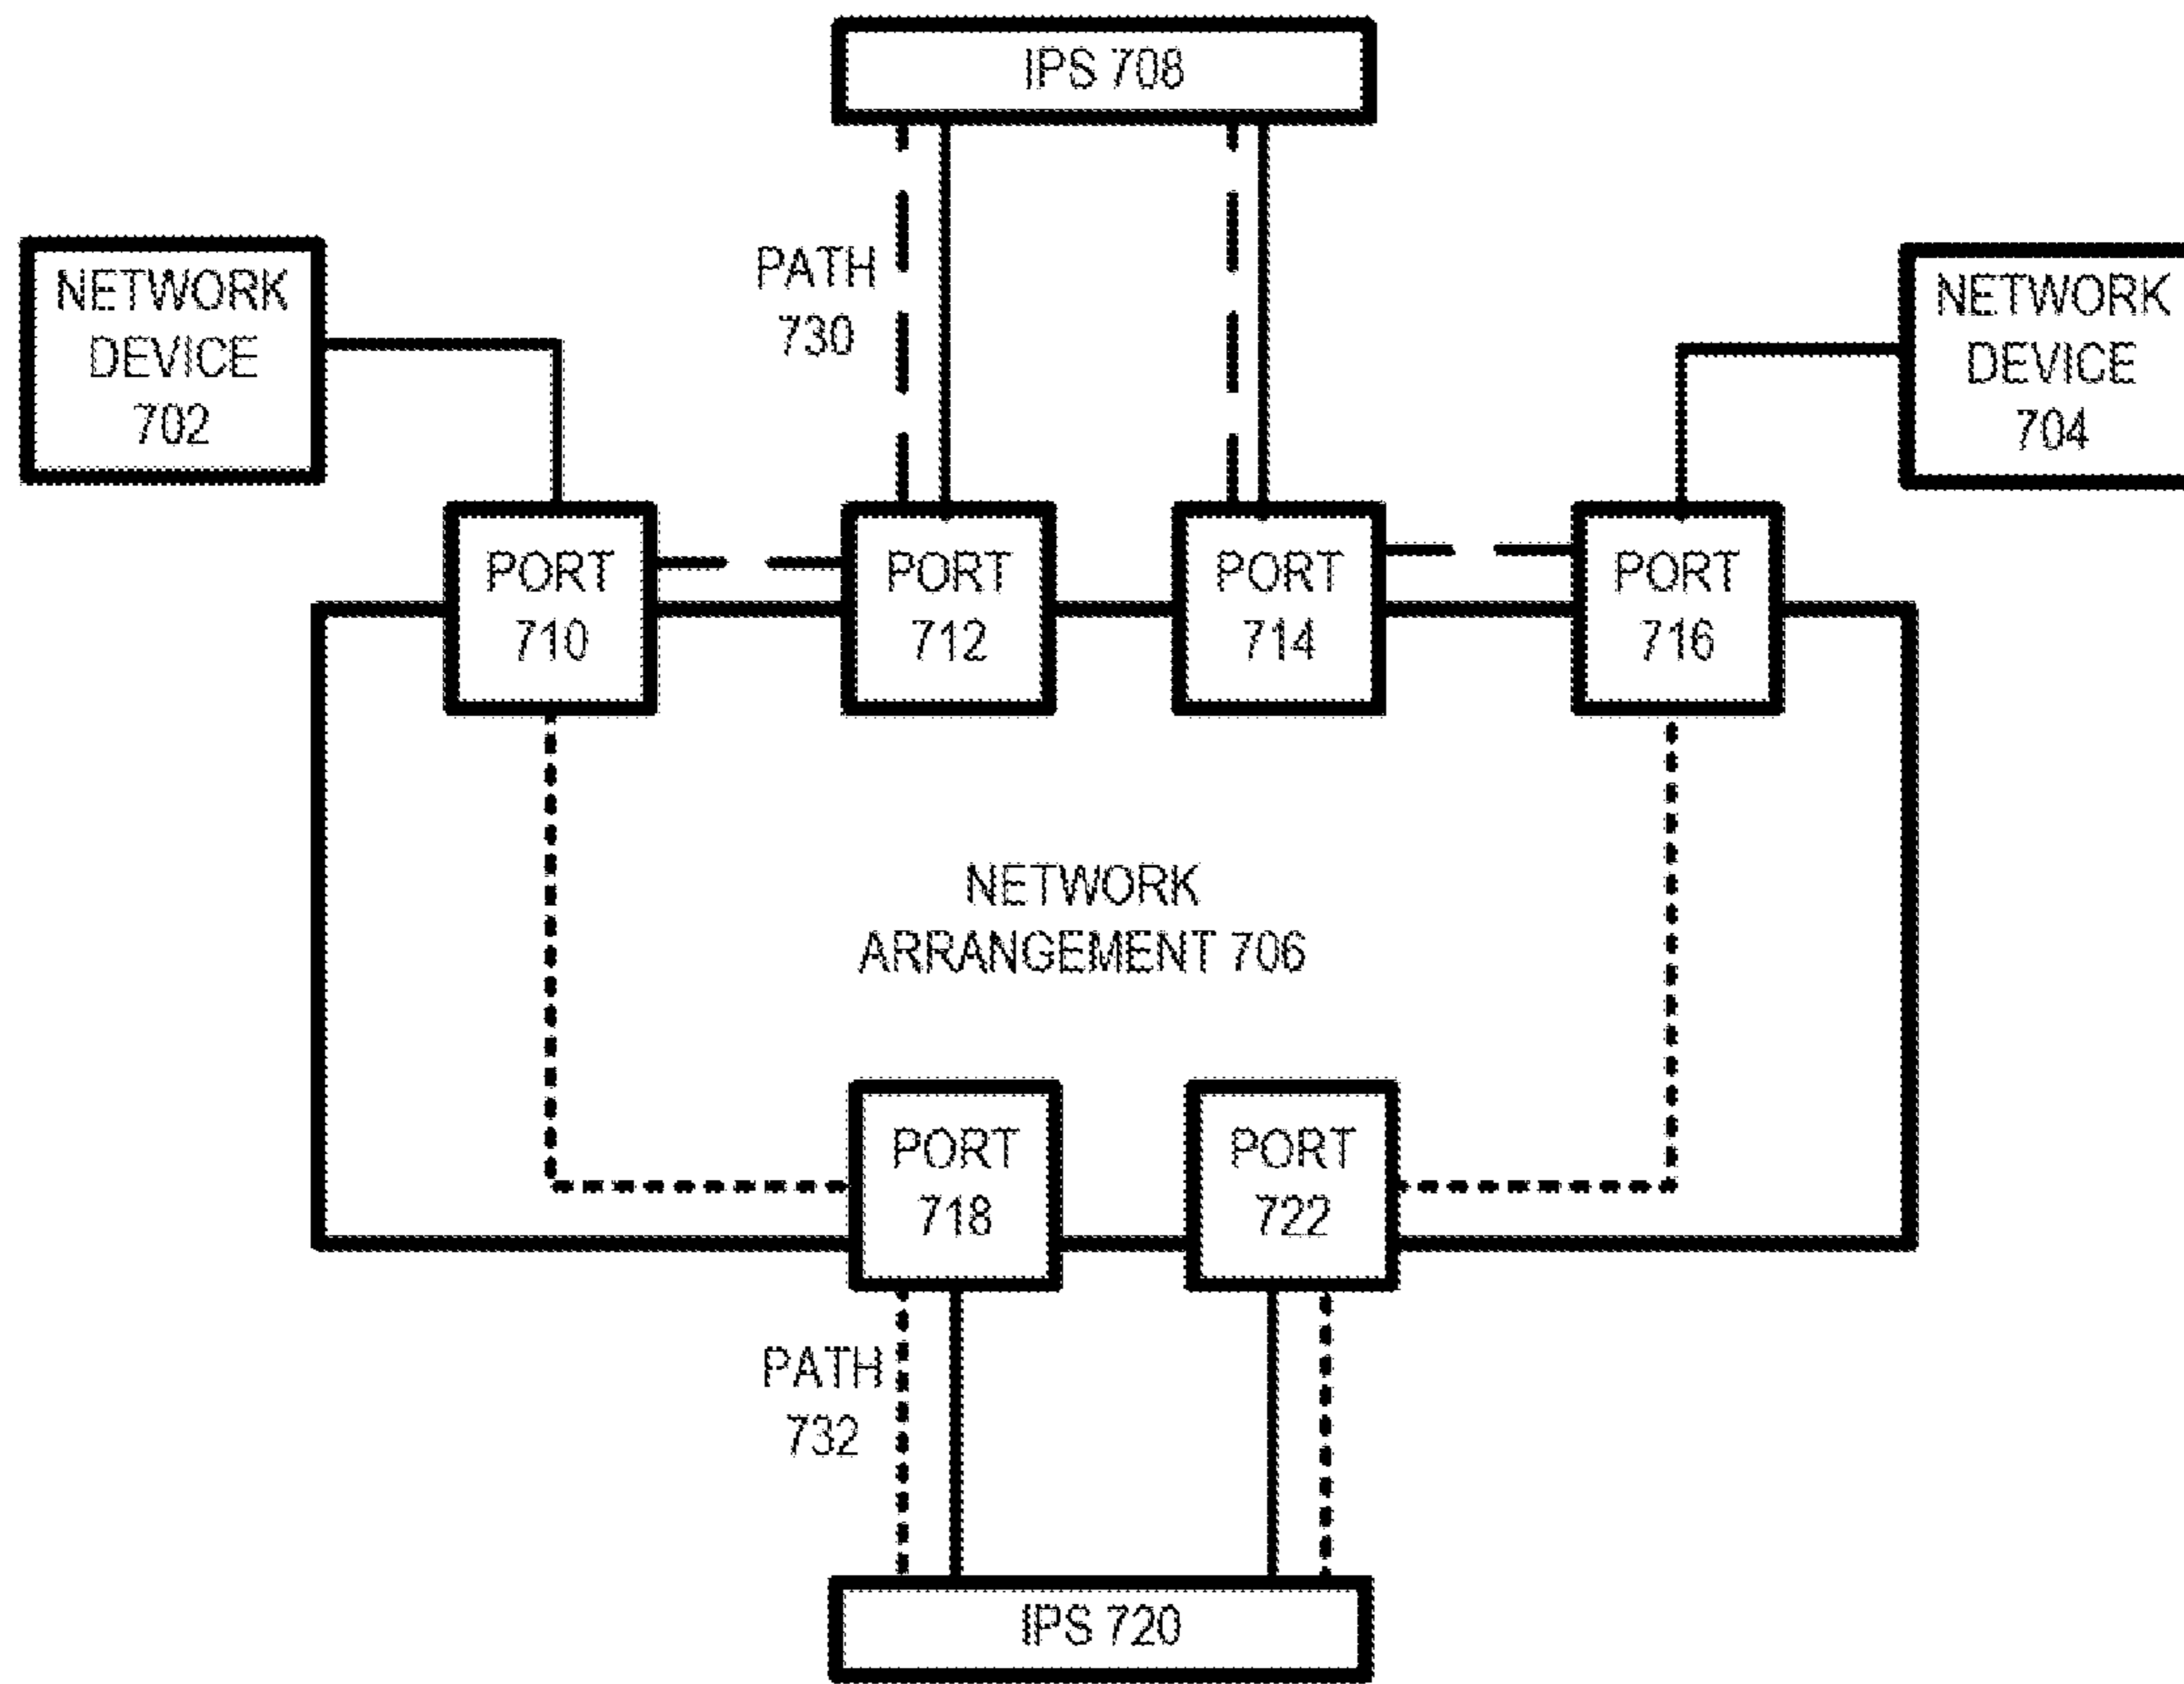 IPS 708
PATH
730
NETWORK
DEVICE
702
NETWORK
DEVICE
704
PORT
710
PORT
712
PORT
714
PORT
716
NETWORK
ARRANGEMENT 706
PORT
718
PORT
722
PATH
732
IPS 720